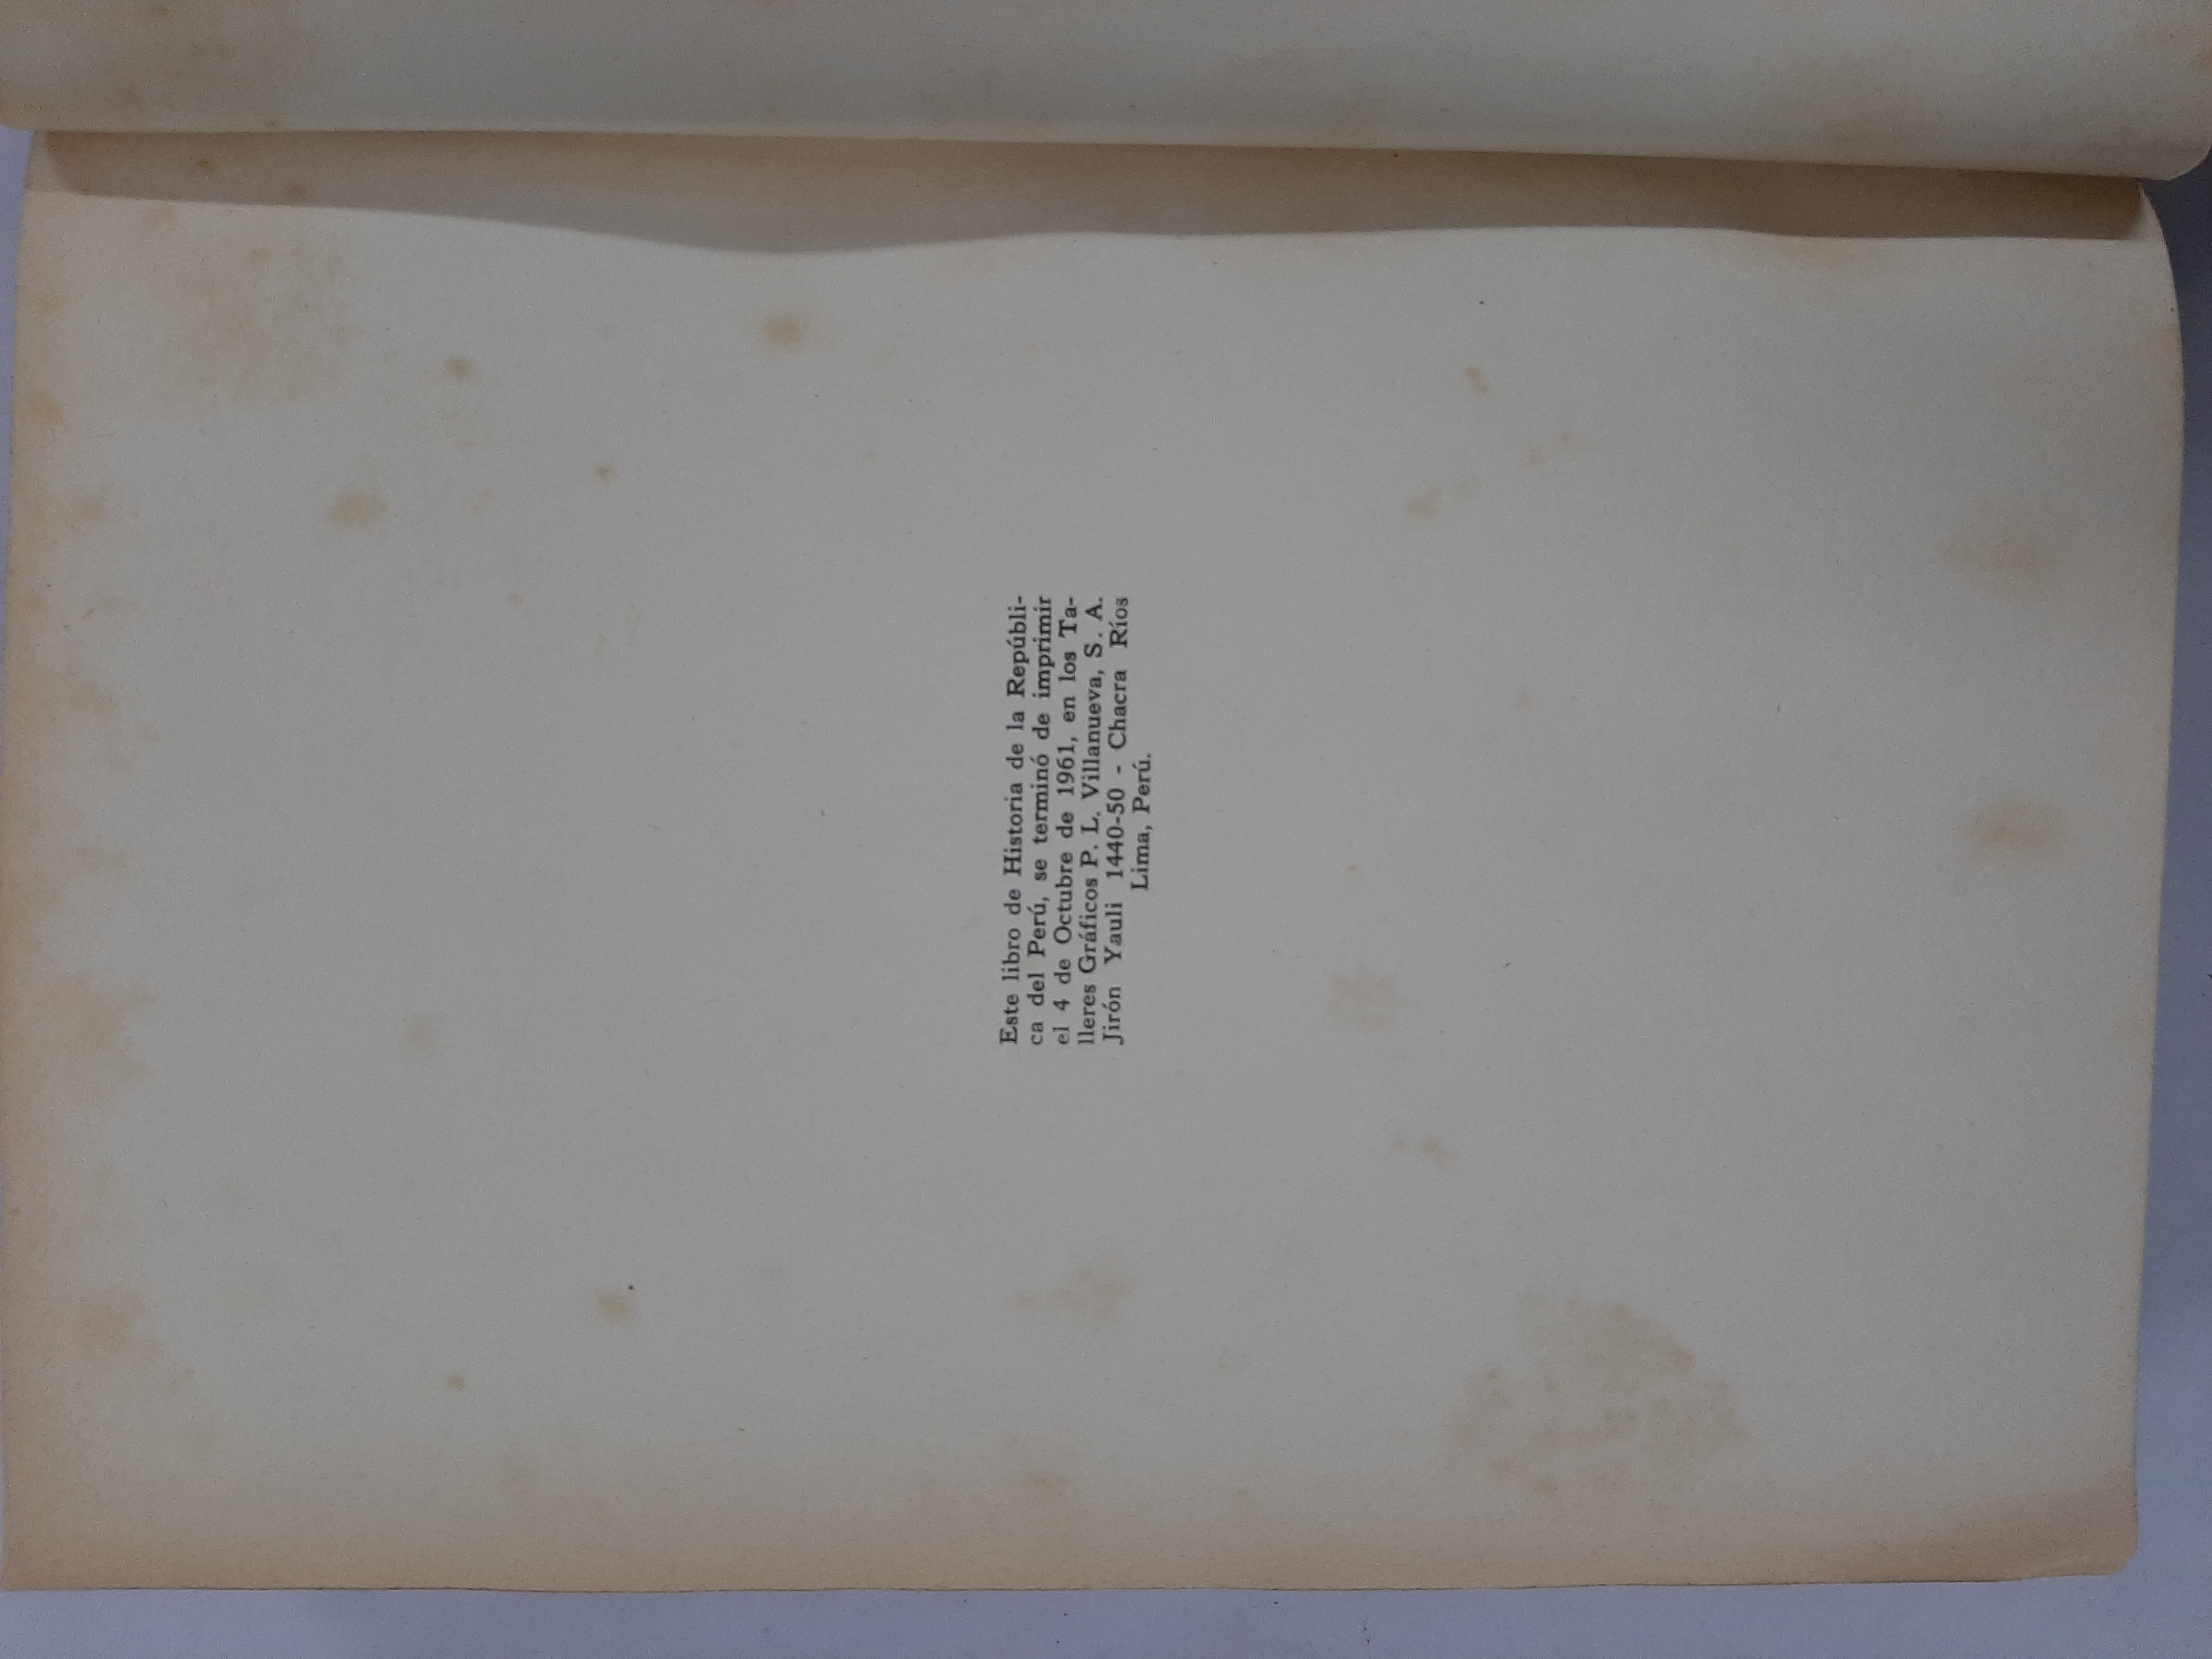 Este libro de Historia de la Repúbli-
ca del Perú, se terminó de imprimir
el 4 de Octubre de 1961, en los Ta-
lleres Gráficos P. L. Villanueva, S. A.
Jirón Yauli 1440-50 - Chacra Ríos
Lima, Perú.